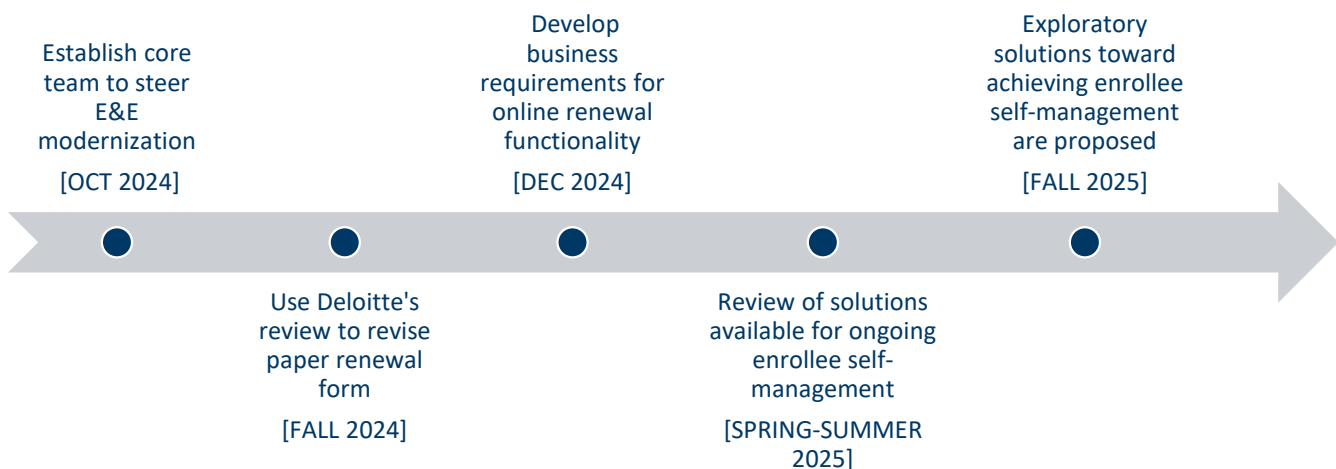 Establish core
team to steer
E&E
modernization
[OCT 2024]
Use Deloitte's
review to revise
paper renewal
form
[FALL 2024]
Develop
business
requirements for
online renewal
functionality
[DEC 2024]
Review of solutions
available for ongoing
enrollee self-
management
[SPRING-SUMMER
2025]
Exploratory
solutions toward
achieving enrollee
self-management
are proposed
[FALL 2025]